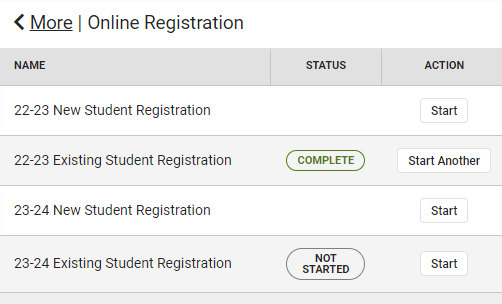 More | Online Registration
NAME STATUS ACTION
22-23 New Student Registration Start
22-23 Existing Student Registration COMPLETE Start Another
23-24 New Student Registration Start
23-24 Existing Student Registration NOT STARTED Start